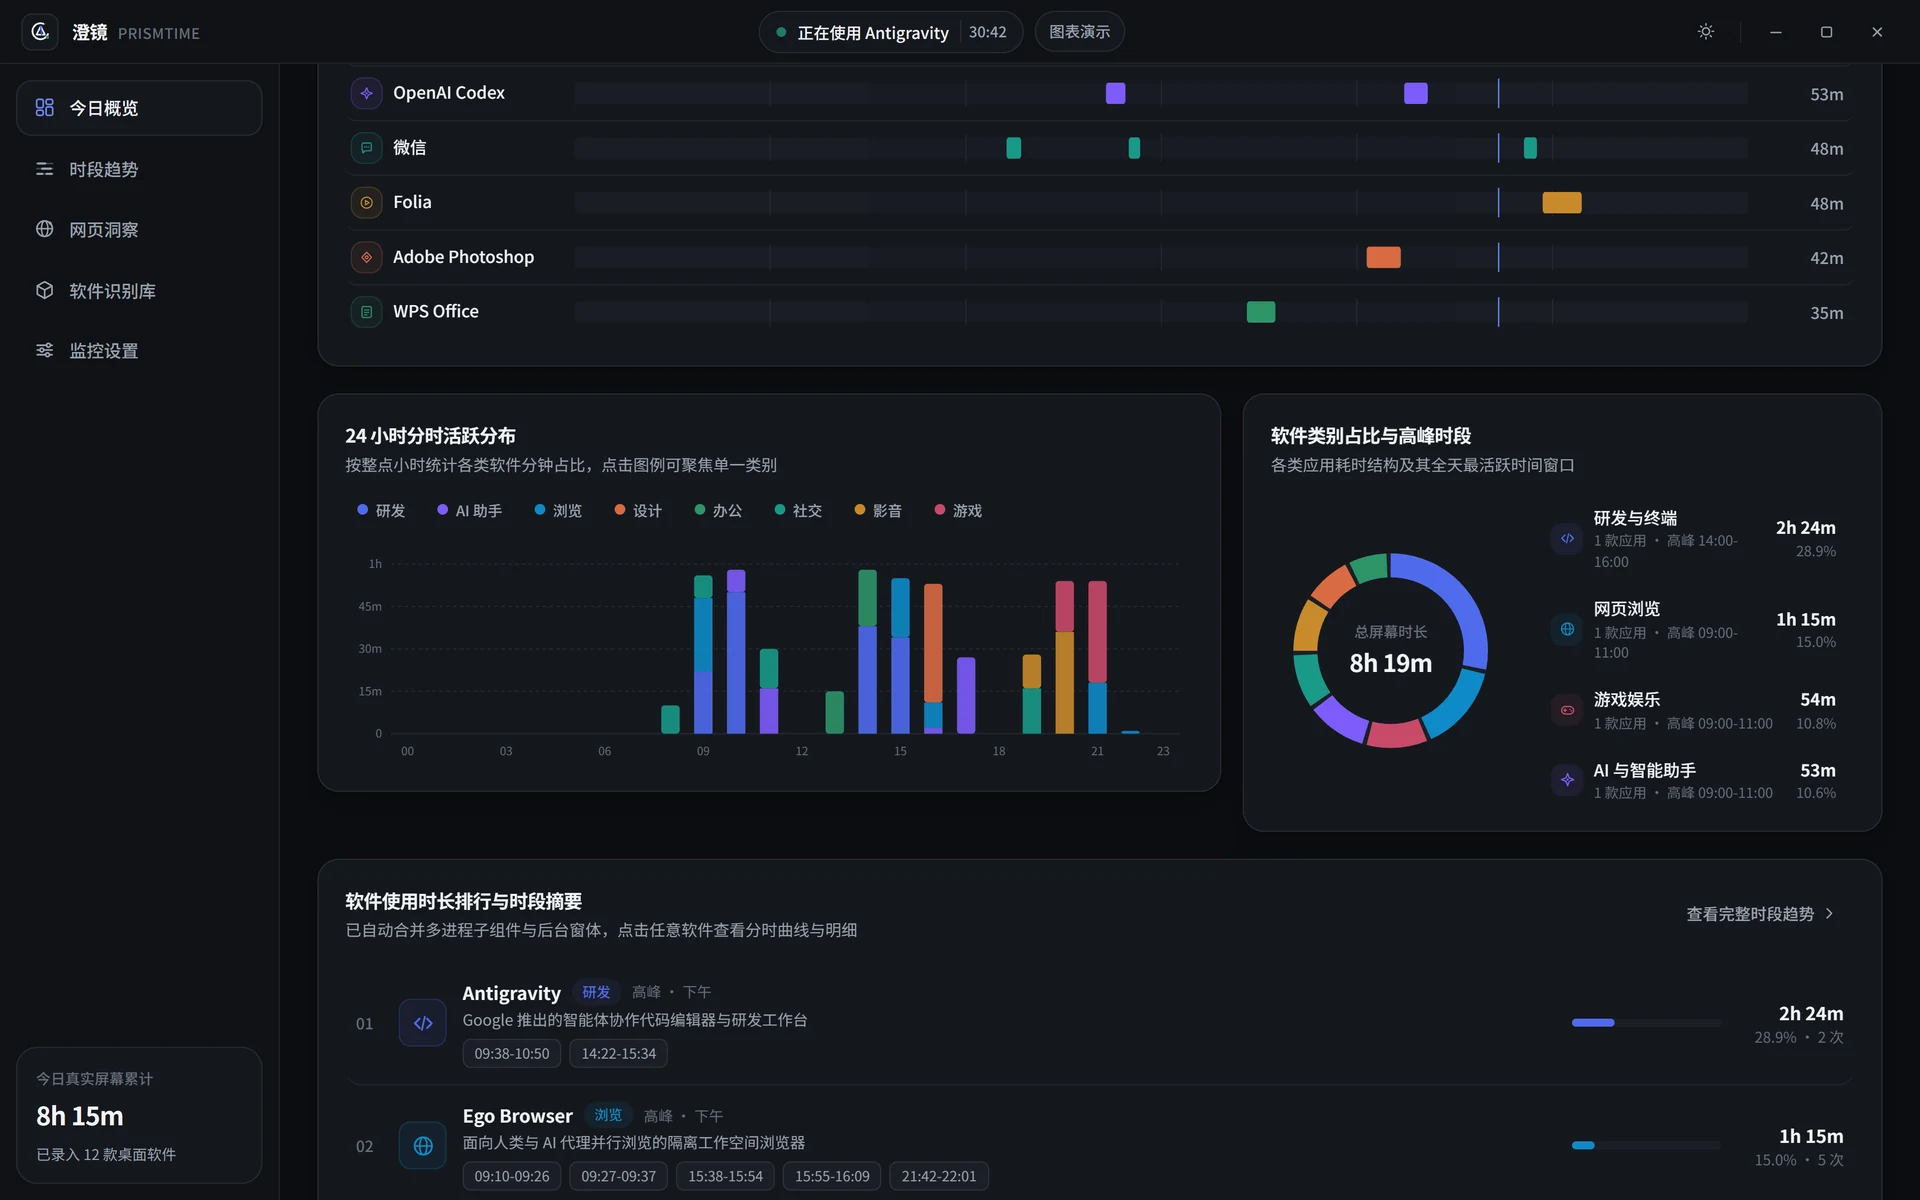 澄镜 PRISMTIME
正在使用 Antigravity 30:42
图表演示
今日概览
时段趋势
网页洞察
软件识别库
监控设置
今日真实屏幕累计
8h 15m
已录入 12 款桌面软件
OpenAI Codex 53m
微信 48m
Folia 48m
Adobe Photoshop 42m
WPS Office 35m
24 小时分时活跃分布
按整点小时统计各类软件分钟占比，点击图例可聚焦单一类别
研发 AI 助手 浏览 设计 办公 社交 影音 游戏
1h
45m
30m
15m
0
00 03 06 09 12 15 18 21 23
软件类别占比与高峰时段
各类应用耗时结构及其全天最活跃时间窗口
总屏幕时长
8h 19m
研发与终端 2h 24m
1 款应用 • 高峰 14:00-
16:00
28.9%
网页浏览 1h 15m
1 款应用 • 高峰 09:00-
11:00
15.0%
游戏娱乐 54m
1 款应用 • 高峰 09:00-11:00 10.8%
AI 与智能助手 53m
1 款应用 • 高峰 09:00-11:00 10.6%
软件使用时长排行与时段摘要
已自动合并多进程子组件与后台窗体，点击任意软件查看分时曲线与明细
查看完整时段趋势
01
Antigravity 研发 高峰 • 下午
Google 推出的智能体协作代码编辑器与研发工作台
09:38-10:50 14:22-15:34
2h 24m
28.9% • 2 次
02
Ego Browser 浏览 高峰 • 下午
面向人类与 AI 代理并行浏览的隔离工作空间浏览器
09:10-09:26 09:27-09:37 15:38-15:54 15:55-16:09 21:42-22:01
1h 15m
15.0% • 5 次